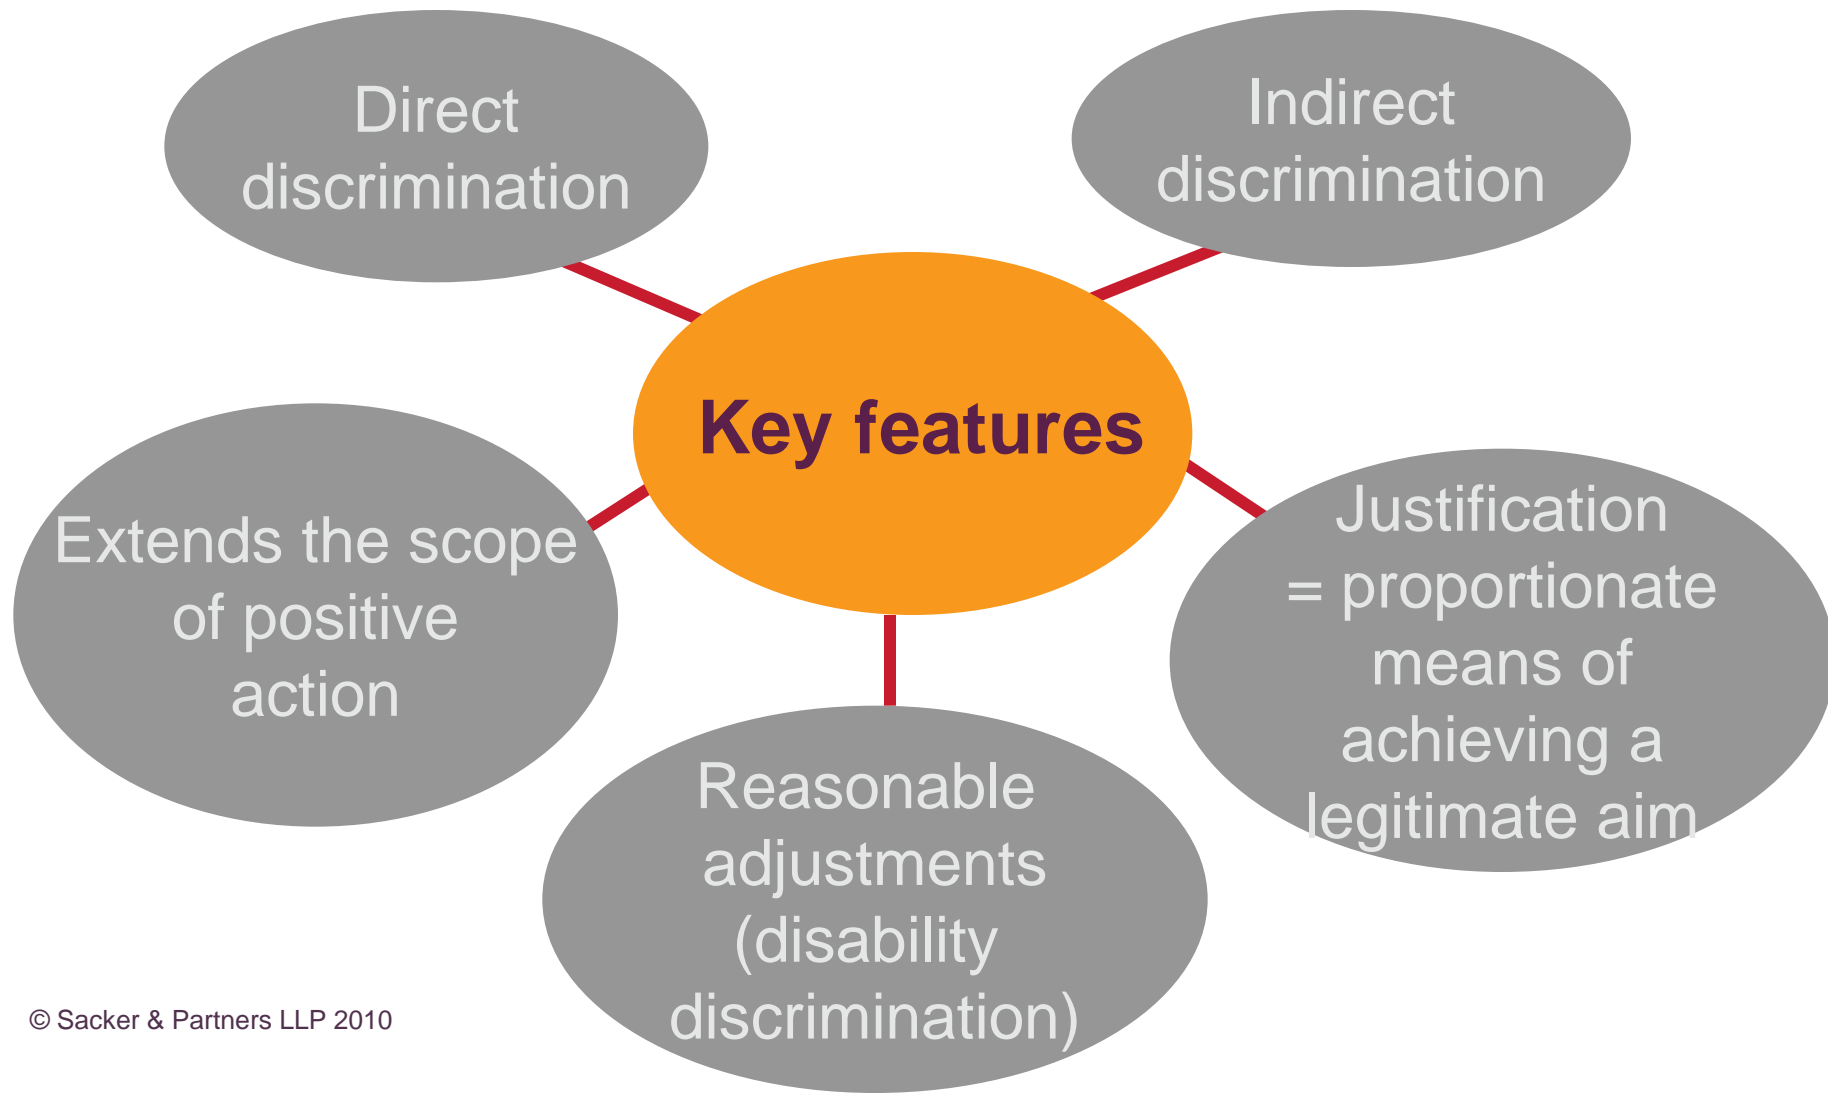 Direct
discrimination
Indirect
discrimination
Key features
Extends the scope
of positive
action
Justification
= proportionate
means of
achieving a
legitimate aim
Reasonable
adjustments
(disability
discrimination)
© Sacker & Partners LLP 2010